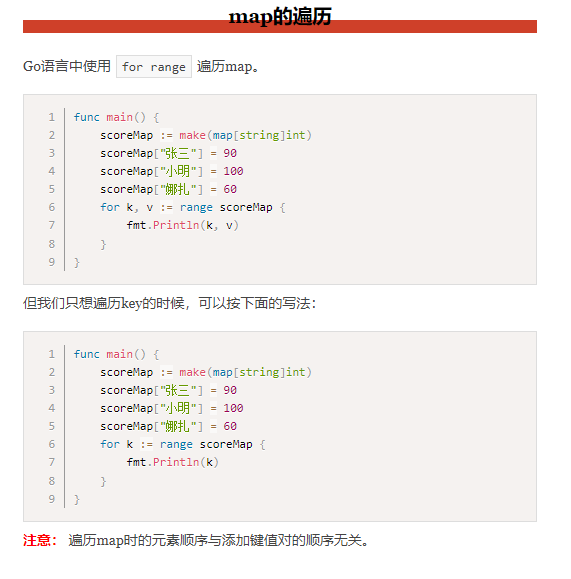 map的遍历
Go语言中使用 for range 遍历map。
1 func main() {
2     scoreMap := make(map[string]int)
3     scoreMap["张三"] = 90
4     scoreMap["小明"] = 100
5     scoreMap["娜扎"] = 60
6     for k, v := range scoreMap {
7         fmt.Println(k, v)
8     }
9 }
但我们只想遍历key的时候，可以按下面的写法：
1 func main() {
2     scoreMap := make(map[string]int)
3     scoreMap["张三"] = 90
4     scoreMap["小明"] = 100
5     scoreMap["娜扎"] = 60
6     for k := range scoreMap {
7         fmt.Println(k)
8     }
9 }
注意： 遍历map时的元素顺序与添加键值对的顺序无关。